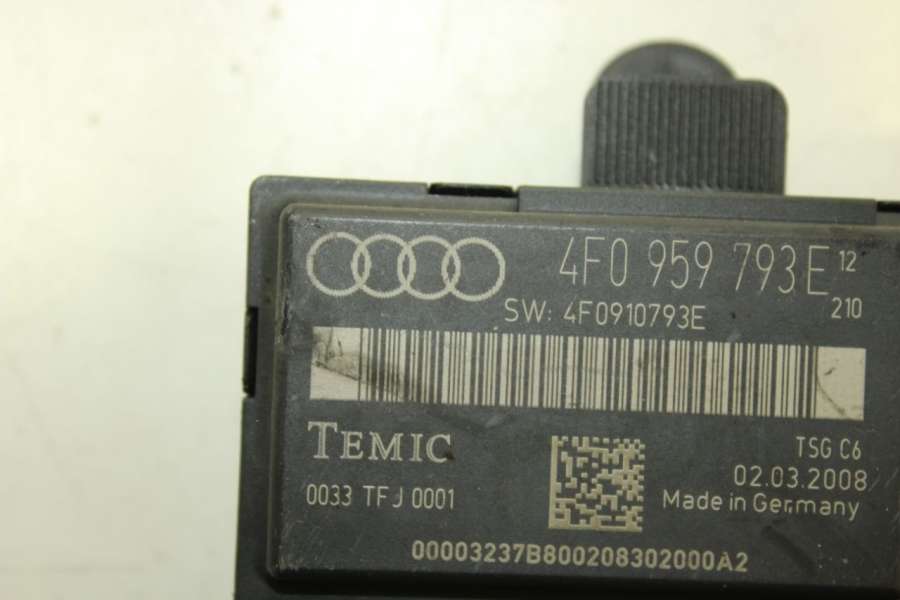 4F0 959 793E 12
210
SW: 4F0910793E
TEMIC
TSG C6
02.03.2008
0033 TFJ 0001
Made in Germany
00003237B800208302000A2